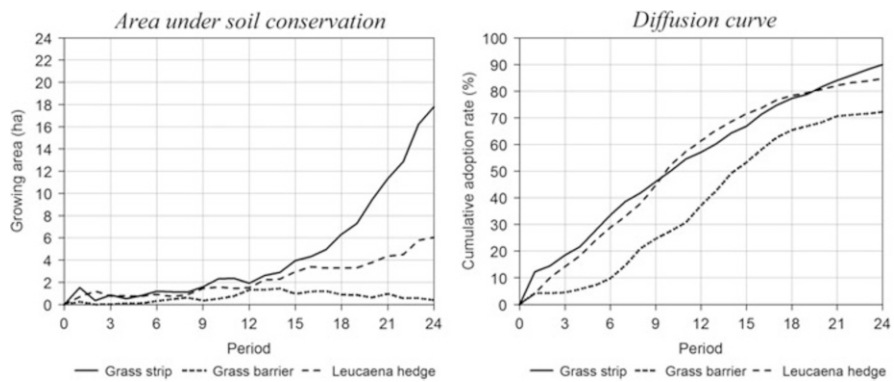 Area under soil conservation
24
22
20
18
16
14
12
10
8
6
4
2
0
Growing area (ha)
0 3 6 9 12 15 18 21 24
Period
Grass strip Grass barrier Leucaena hedge
Diffusion curve
100
90
80
70
60
50
40
30
20
10
0
Cumulative adoption rate (%)
0 3 6 9 12 15 18 21 24
Period
Grass strip Grass barrier Leucaena hedge